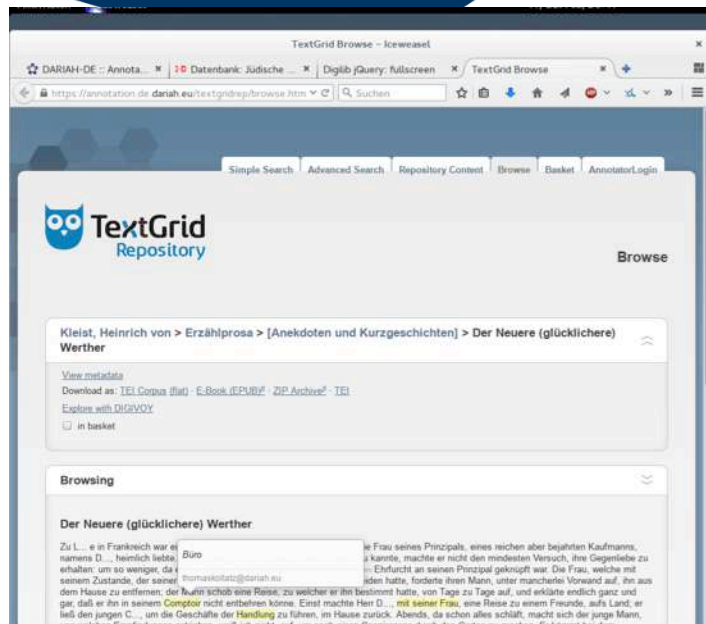 TextGrid Browse - Iceweasel
DARIAH-DE :: Annota...
Datenbank: Jüdische ...
Digilib jQuery: fullscreen
TextGrid Browse
https://annotation.de.dariah.eu/textgridrep/browse.htm
Suchen
Simple Search
Advanced Search
Repository Content
Browse
Basket
AnnotatorLogin
TextGrid
Repository
Browse
Kleist, Heinrich von > Erzählprosa > [Anekdoten und Kurzgeschichten] > Der Neuere (glücklichere)
Werther
View metadata
Download as: TEI Corpus (flat) · E-Book (EPUB) · ZIP Archive · TEI
Explore with DIGIVOY
in basket
Browsing
Der Neuere (glücklichere) Werther
Zu L... e in Frankreich war ei
e Frau seines Prinzipals, eines reichen aber bejahrten Kaufmanns,
namens D..., heimlich liebte.
kannte, machte er nicht den mindesten Versuch, ihre Gegenliebe zu
Büro
erhalten: um so weniger, da e
Ehrfurcht an seinen Prinzipal geknüpft war. Die Frau, welche mit
thomaskollatz@dariah.eu
seinem Zustande, der seiner
iden hatte, forderte ihren Mann, unter mancherlei Vorwand auf, ihn aus
dem Hause zu entfernen; der Mann schob eine Reise, zu welcher er ihn bestimmt hatte, von Tage zu Tage auf, und erklärte endlich ganz und
gar, daß er ihn in seinem Comptoir nicht entbehren könne. Einst machte Herr D..., mit seiner Frau, eine Reise zu einem Freunde, aufs Land; er
ließ den jungen C..., um die Geschäfte der Handlung zu führen, im Hause zurück. Abends, da schon alles schläft, macht sich der junge Mann,